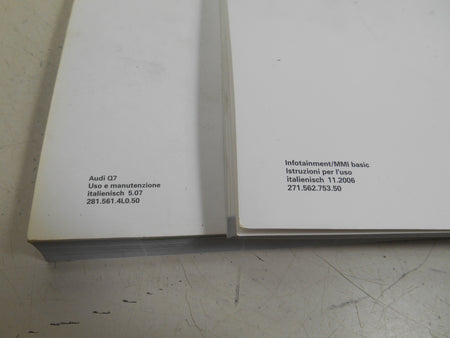 Audi Q7
Uso e manutenzione
italienisch 5.07
281.561.4L0.50
Infotainment/MMI basic
Istruzioni per l'uso
italienisch 11.2006
271.562.753.50